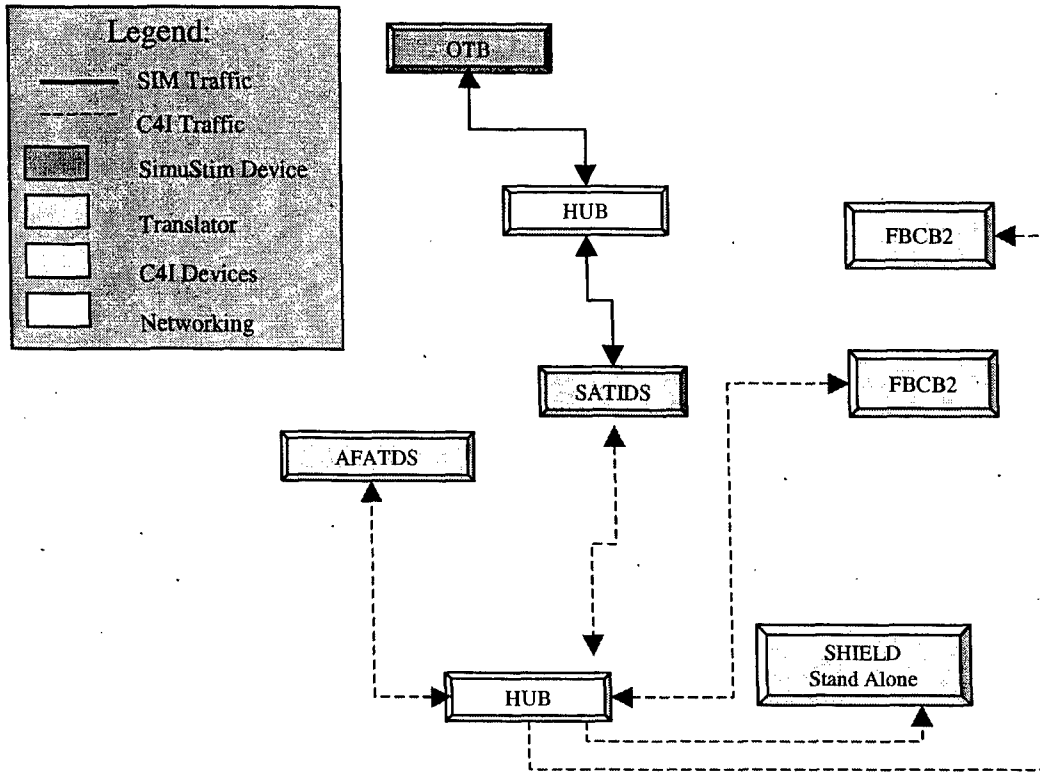 Legend:
SIM Traffic
C4I Traffic
SimuStim Device
Translator
C4I Devices
Networking
OTB
HUB
FBCB2
FBCB2
SATIDS
AFATDS
SHIELD
Stand Alone
HUB